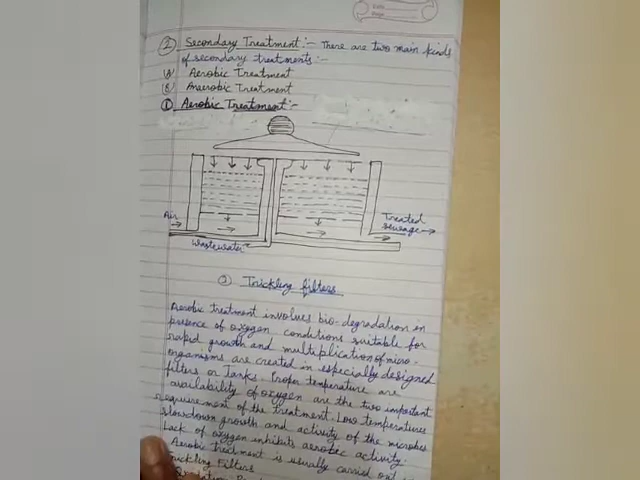 ② Secondary Treatment:- There are two main kinds
of secondary treatments:-
Aerobic Treatment
Anaerobic Treatment
① Aerobic Treatment:-
Air
Treated
sewage
Wastewater
Trickling filters
Aerobic treatment involves bio-degradation in
presence of oxygen conditions suitable for
rapid growth and multiplication of micro-
organisms are created in especially designed
filters or Tanks. Proper temperature are
availability of oxygen are the two important
requirement of the treatment. Low temperatures
slowdown growth and activity of the microbes
Lack of oxygen inhibits aerobic activity.
Aerobic treatment is usually carried out
Trickling Filters